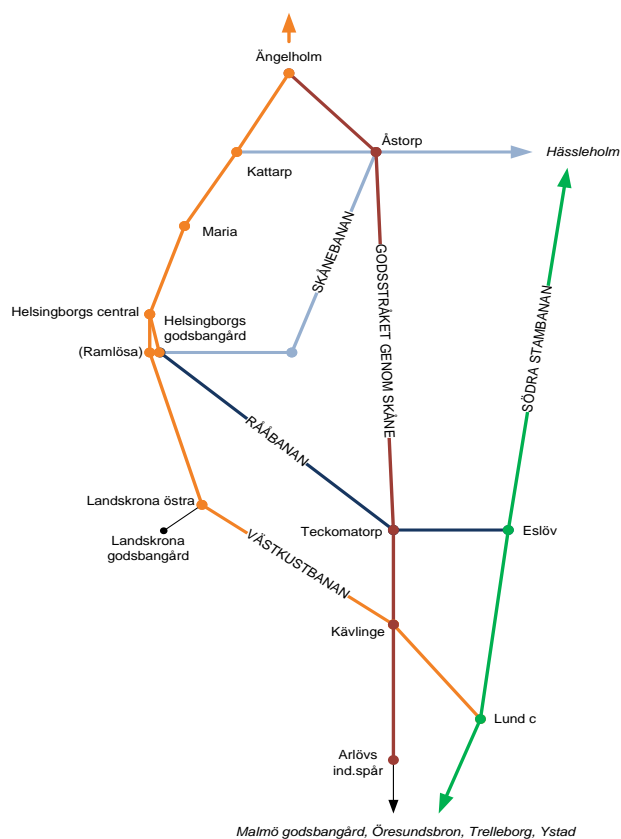 Ängelholm
Åstorp
Hässleholm
Kattarp
SKÅNEBANAN
Maria
GODSSTRÅKET GENOM SKÅNE
SÖDRA STAMBANAN
Helsingborgs central
Helsingborgs
godsbangård
(Ramlösa)
RÅÅBANAN
Landskrona östra
Landskrona
godsbangård
VÄSTKUSTBANAN
Teckomatorp
Eslöv
Kävlinge
Lund c
Arlövs
ind.spår
Malmö godsbangård, Öresundsbron, Trelleborg, Ystad